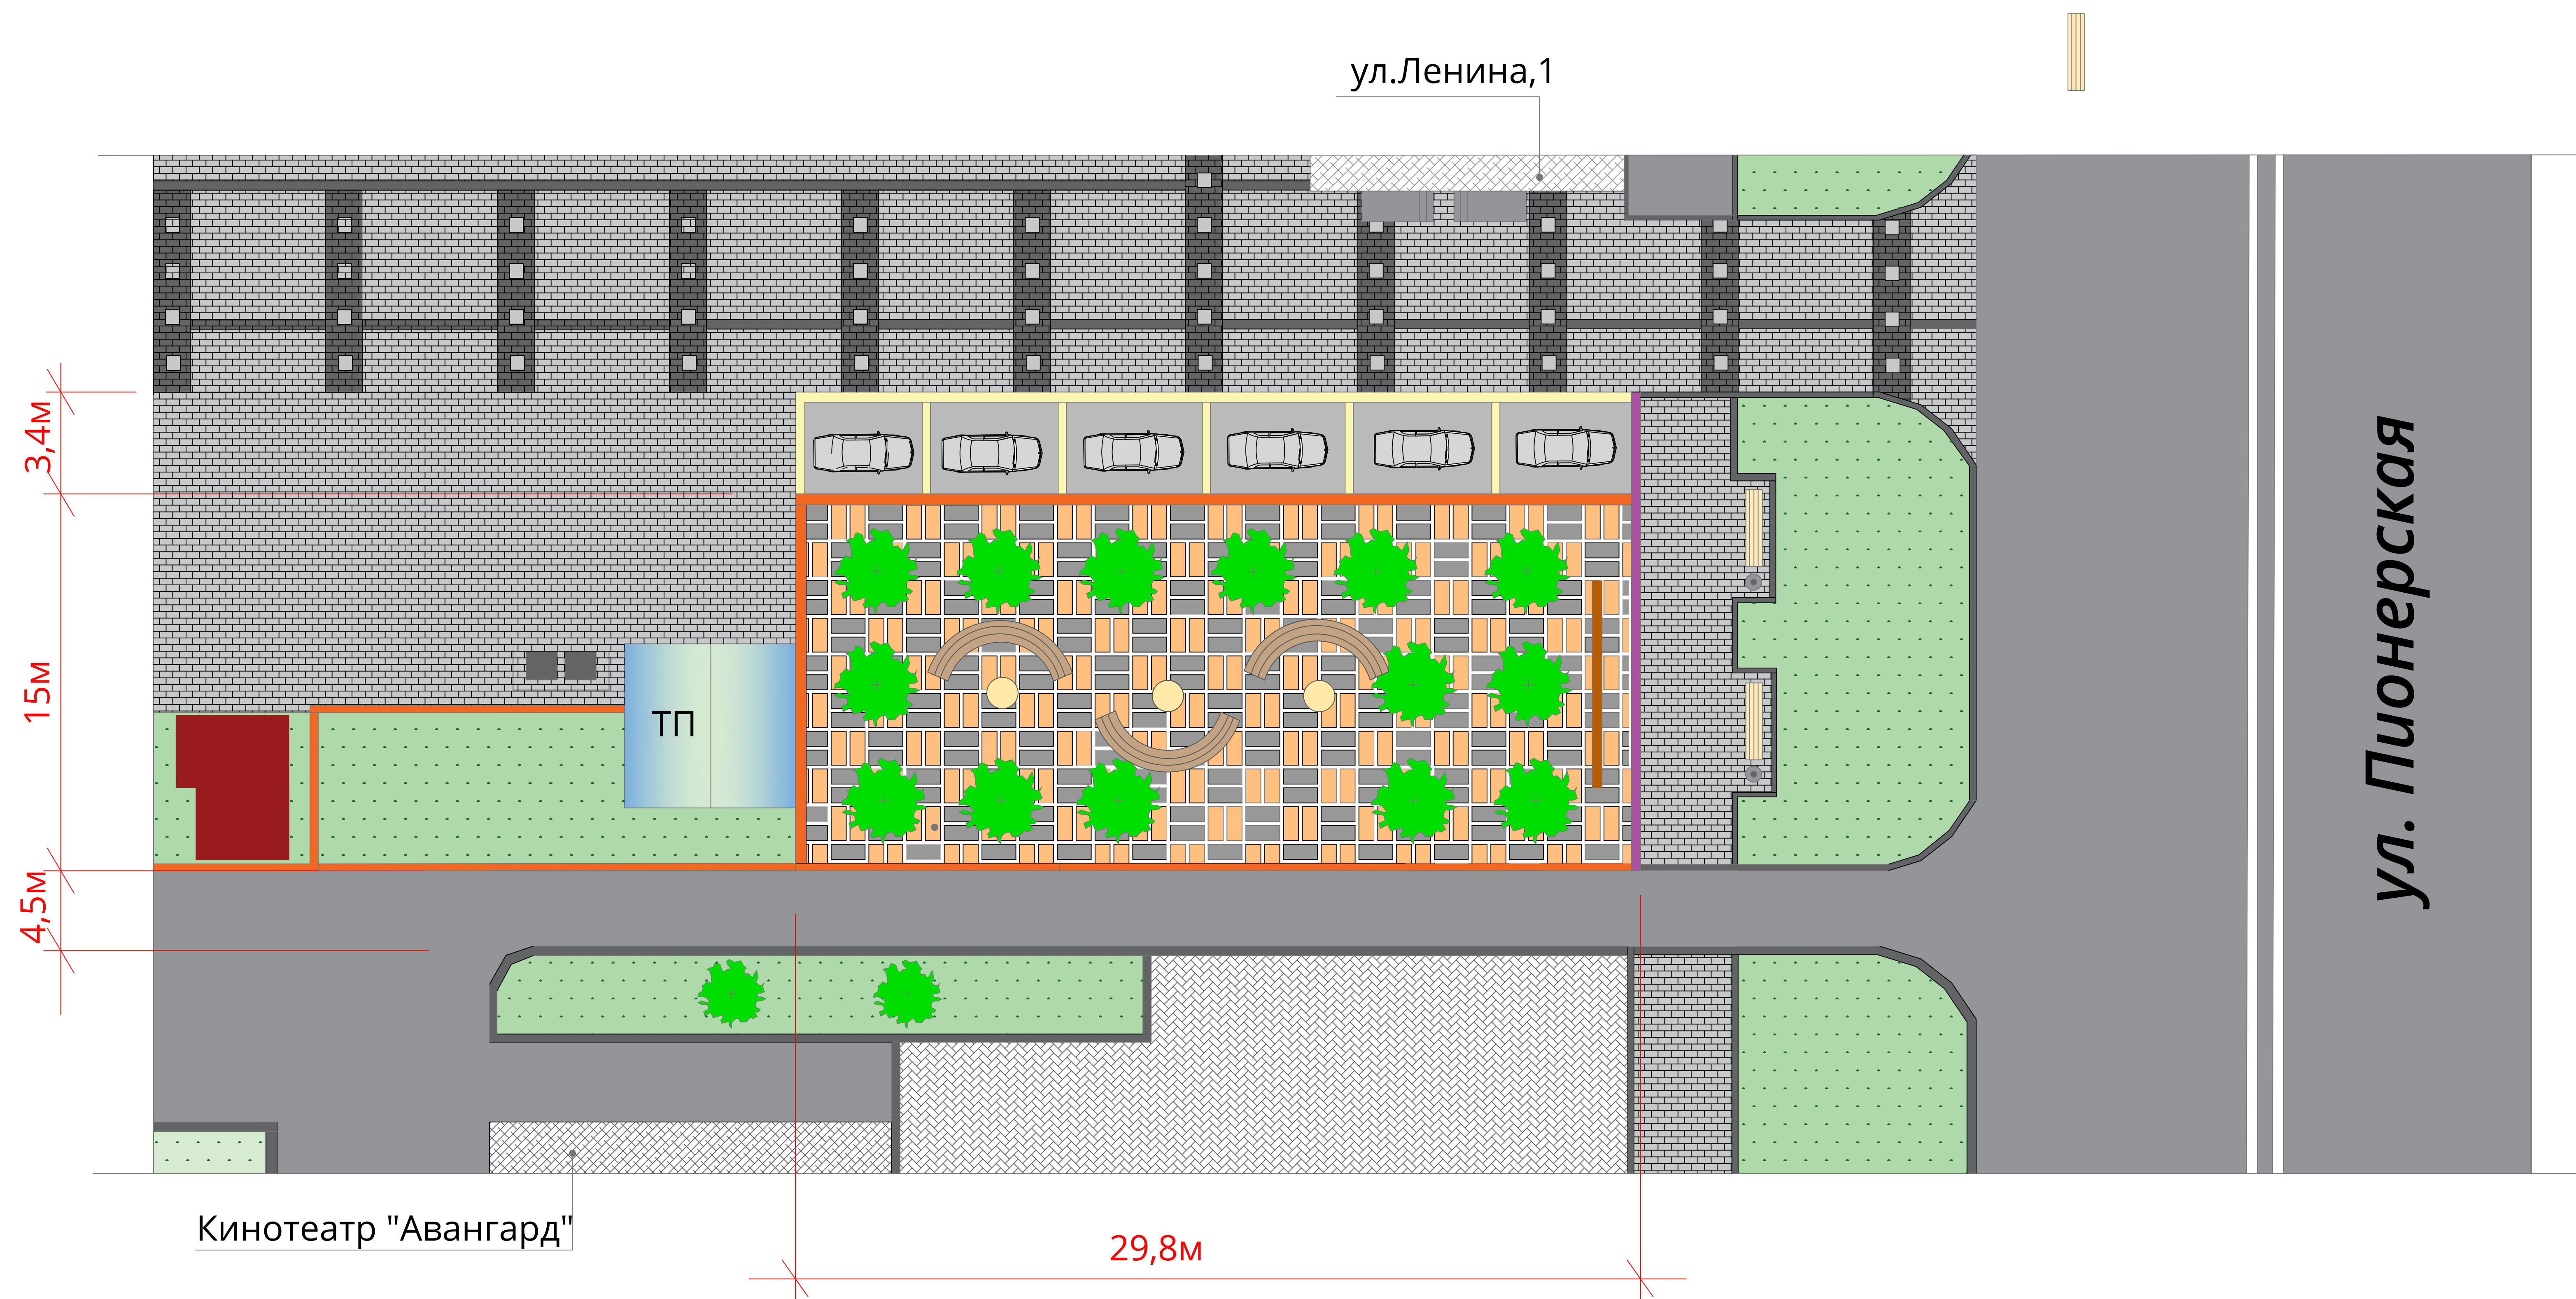 ул.Ленина,1
3,4м
15м
ТП
4,5м
ул. Пионерская
Кинотеатр "Авангард"
29,8м